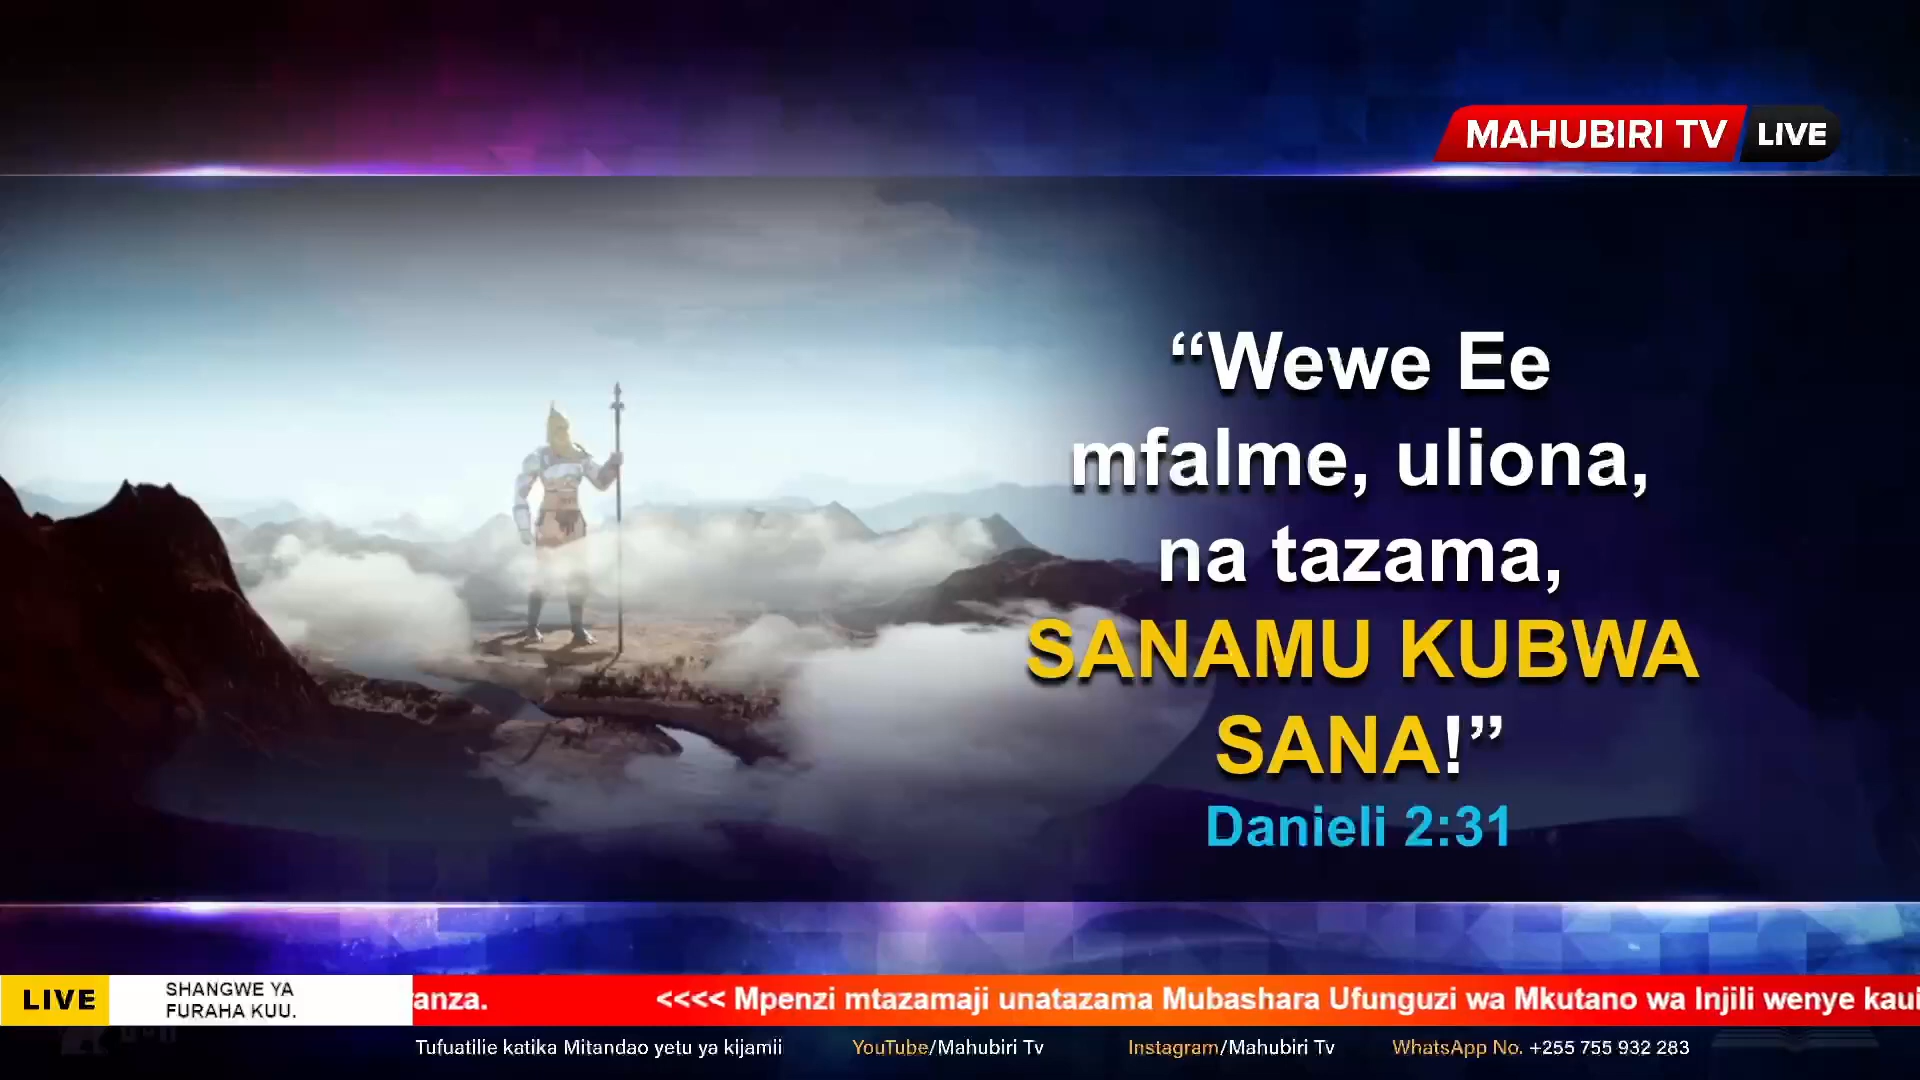 MAHUBIRI TV LIVE
“Wewe Ee
mfalme, uliona,
na tazama,
SANAMU KUBWA
SANA!”
Danieli 2:31
LIVE
SHANGWE YA
FURAHA KUU.
<<<< Mpenzi mtazamaji unatazama Mubashara Ufunguzi wa Mkutano wa Injili wenye
Tufuatilie katika Mitandao yetu ya kijamii YouTube/Mahubiri Tv Instagram/Mahubiri Tv WhatsApp No. +255 755 932 283